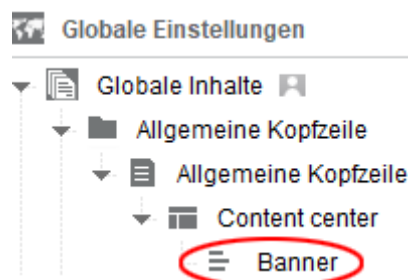 Globale Einstellungen
Globale Inhalte
Allgemeine Kopfzeile
Allgemeine Kopfzeile
Content center
Banner